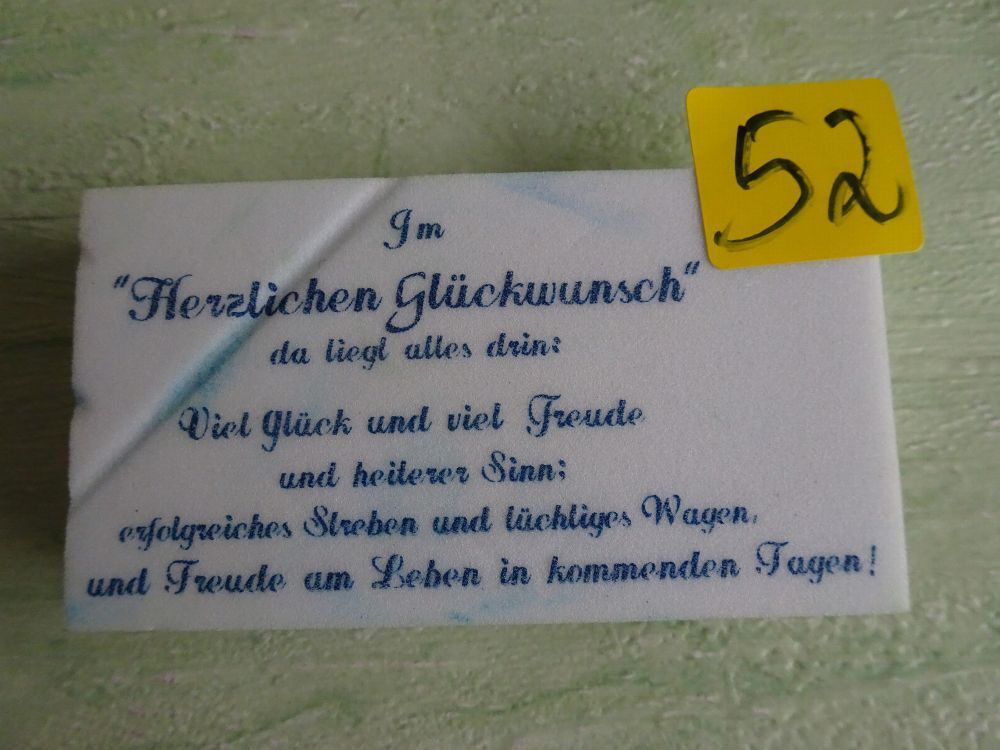 52
Im
"Herzlichen Glückwunsch"
da liegt alles drin:
Viel Glück und viel Freude
und heiterer Sinn;
erfolgreiches Streben und tüchtiges Wagen,
und Freude am Leben in kommenden Tagen!